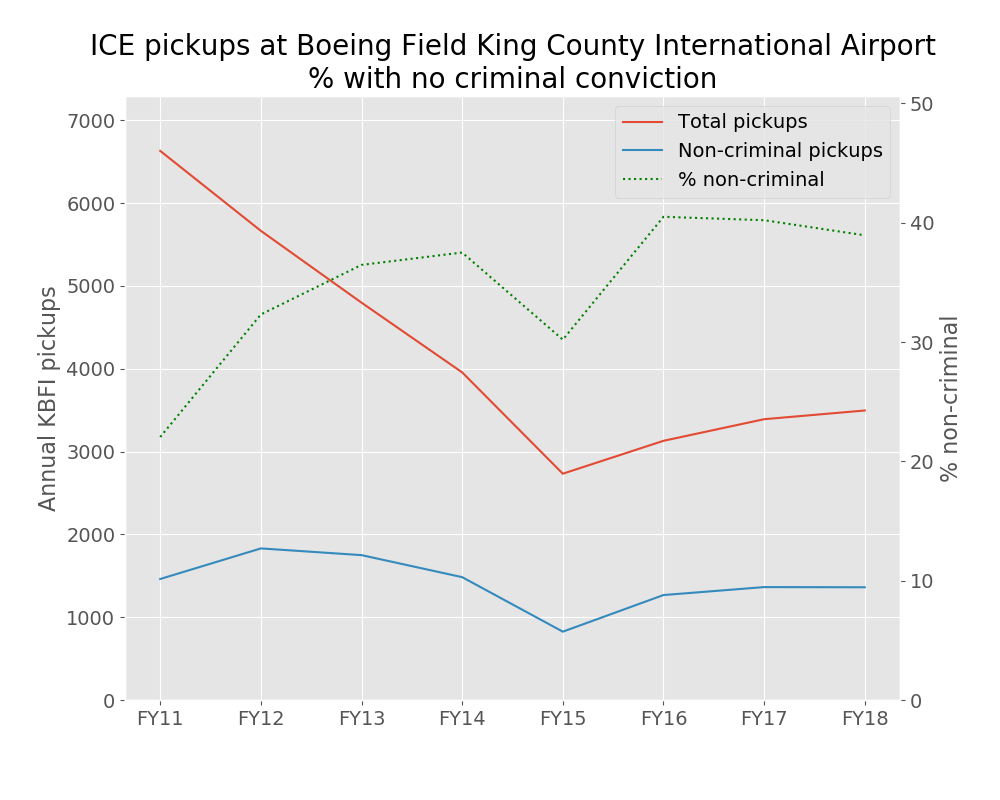 ICE pickups at Boeing Field King County International Airport
% with no criminal conviction
Total pickups
Non-criminal pickups
% non-criminal
Annual KBFI pickups
7000
6000
5000
4000
3000
2000
1000
0
50
40
30
20
10
0
% non-criminal
FY11 FY12 FY13 FY14 FY15 FY16 FY17 FY18